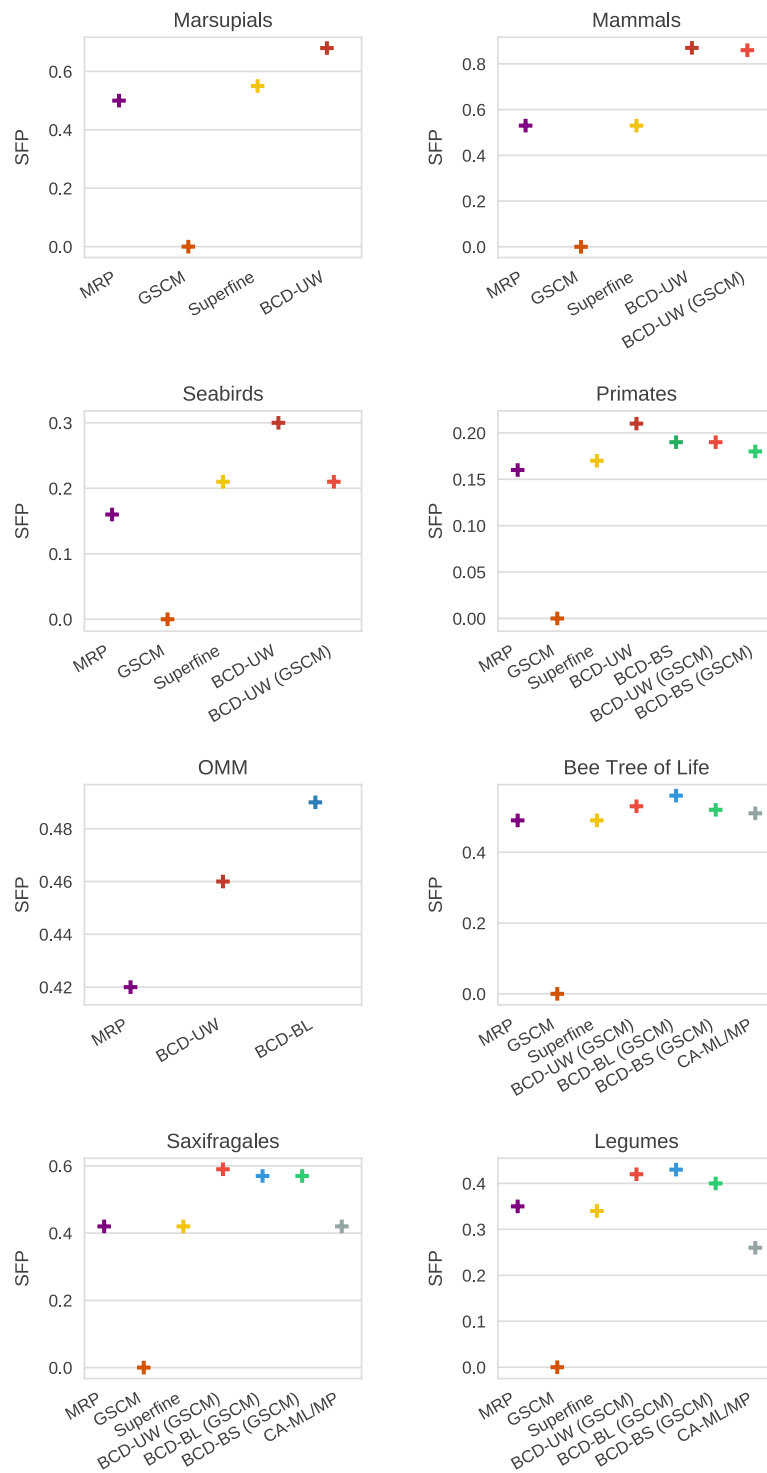 Marsupials
SFP
0.6
0.4
0.2
0.0
MRP
GSCM
Superfine
BCD-UW
Mammals
SFP
0.8
0.6
0.4
0.2
0.0
MRP
GSCM
Superfine
BCD-UW
BCD-UW (GSCM)
Seabirds
SFP
0.3
0.2
0.1
0.0
MRP
GSCM
Superfine
BCD-UW
BCD-UW (GSCM)
Primates
SFP
0.20
0.15
0.10
0.05
0.00
MRP
GSCM
Superfine
BCD-UW
BCD-BS
BCD-UW (GSCM)
BCD-BS (GSCM)
OMM
SFP
0.48
0.46
0.44
0.42
MRP
BCD-UW
BCD-BL
Bee Tree of Life
SFP
0.4
0.2
0.0
MRP
GSCM
Superfine
BCD-UW (GSCM)
BCD-BL (GSCM)
BCD-BS (GSCM)
CA-ML/MP
Saxifragales
SFP
0.6
0.4
0.2
0.0
MRP
GSCM
Superfine
BCD-UW (GSCM)
BCD-BL (GSCM)
BCD-BS (GSCM)
CA-ML/MP
Legumes
SFP
0.4
0.3
0.2
0.1
0.0
MRP
GSCM
Superfine
BCD-UW (GSCM)
BCD-BL (GSCM)
BCD-BS (GSCM)
CA-ML/MP